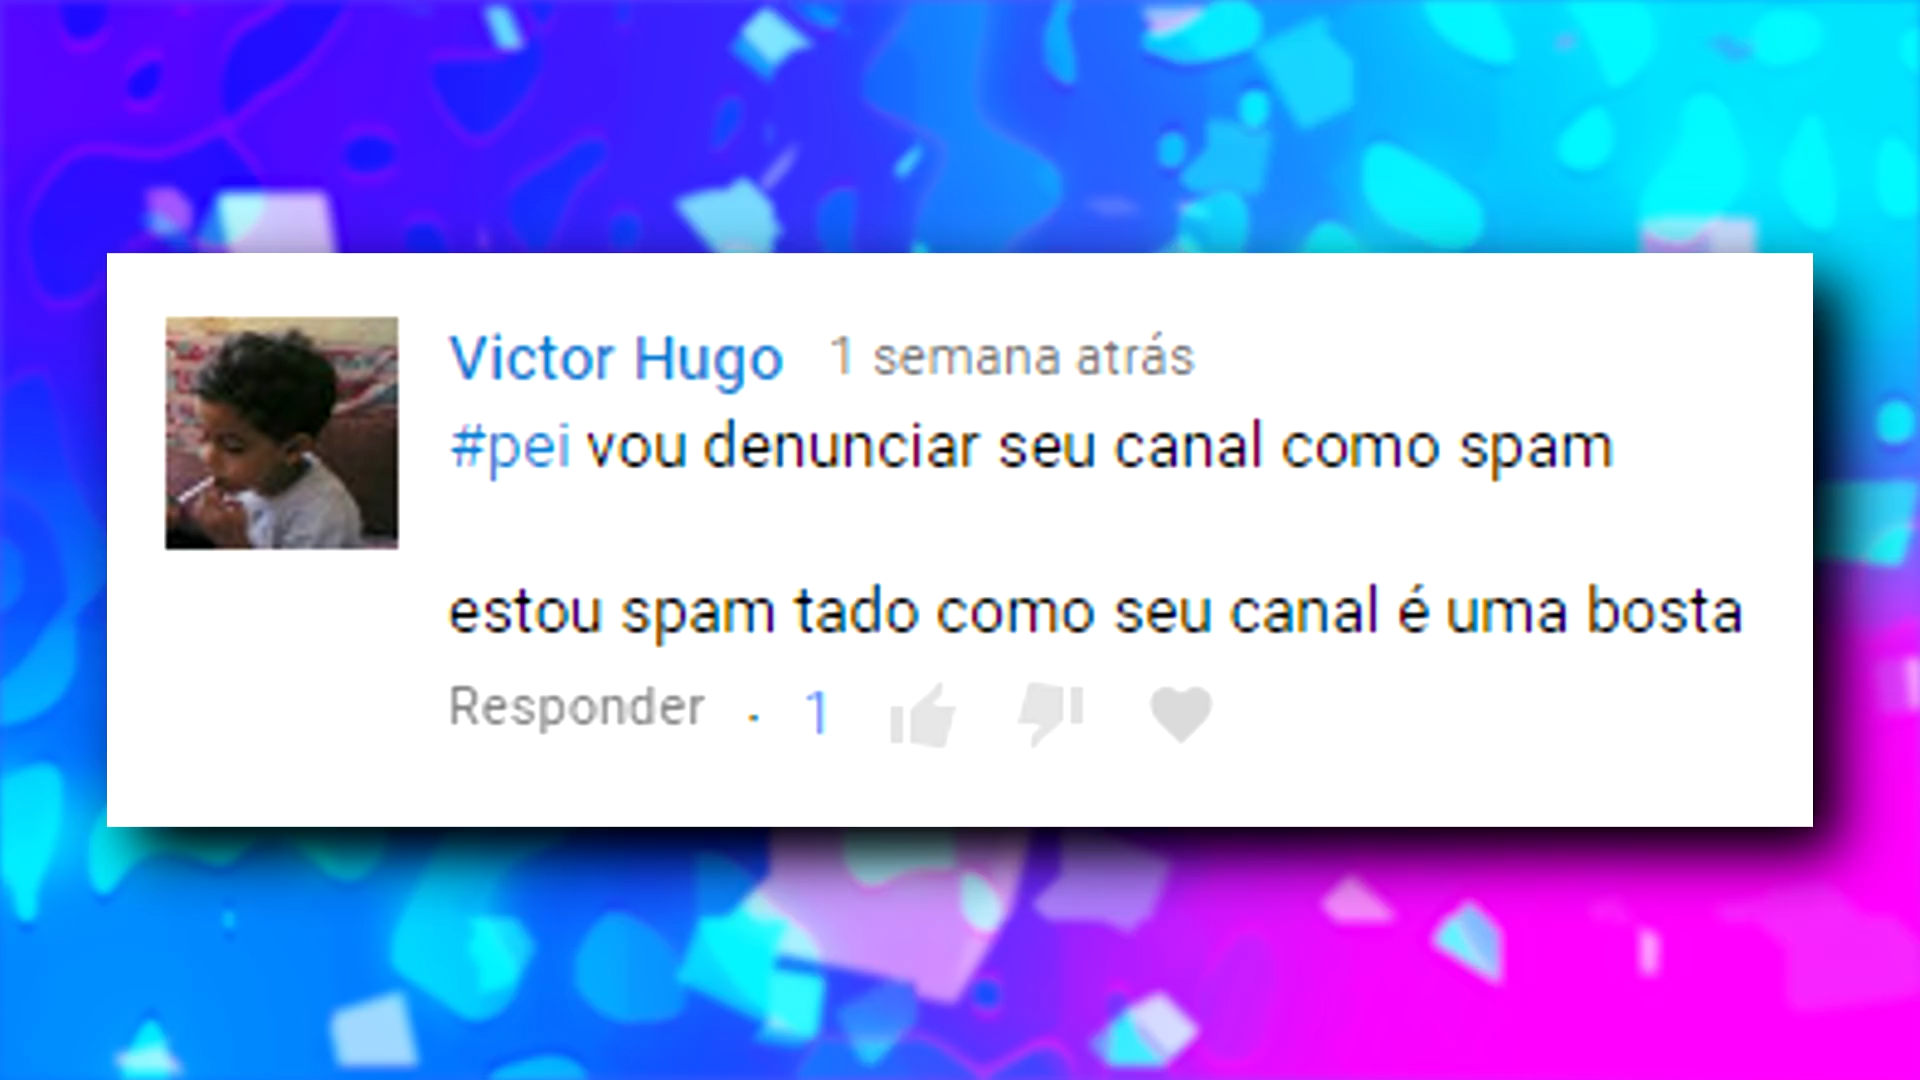 Victor Hugo 1 semana atrás
#pei vou denunciar seu canal como spam
estou spam tado como seu canal é uma bosta
Responder · 1